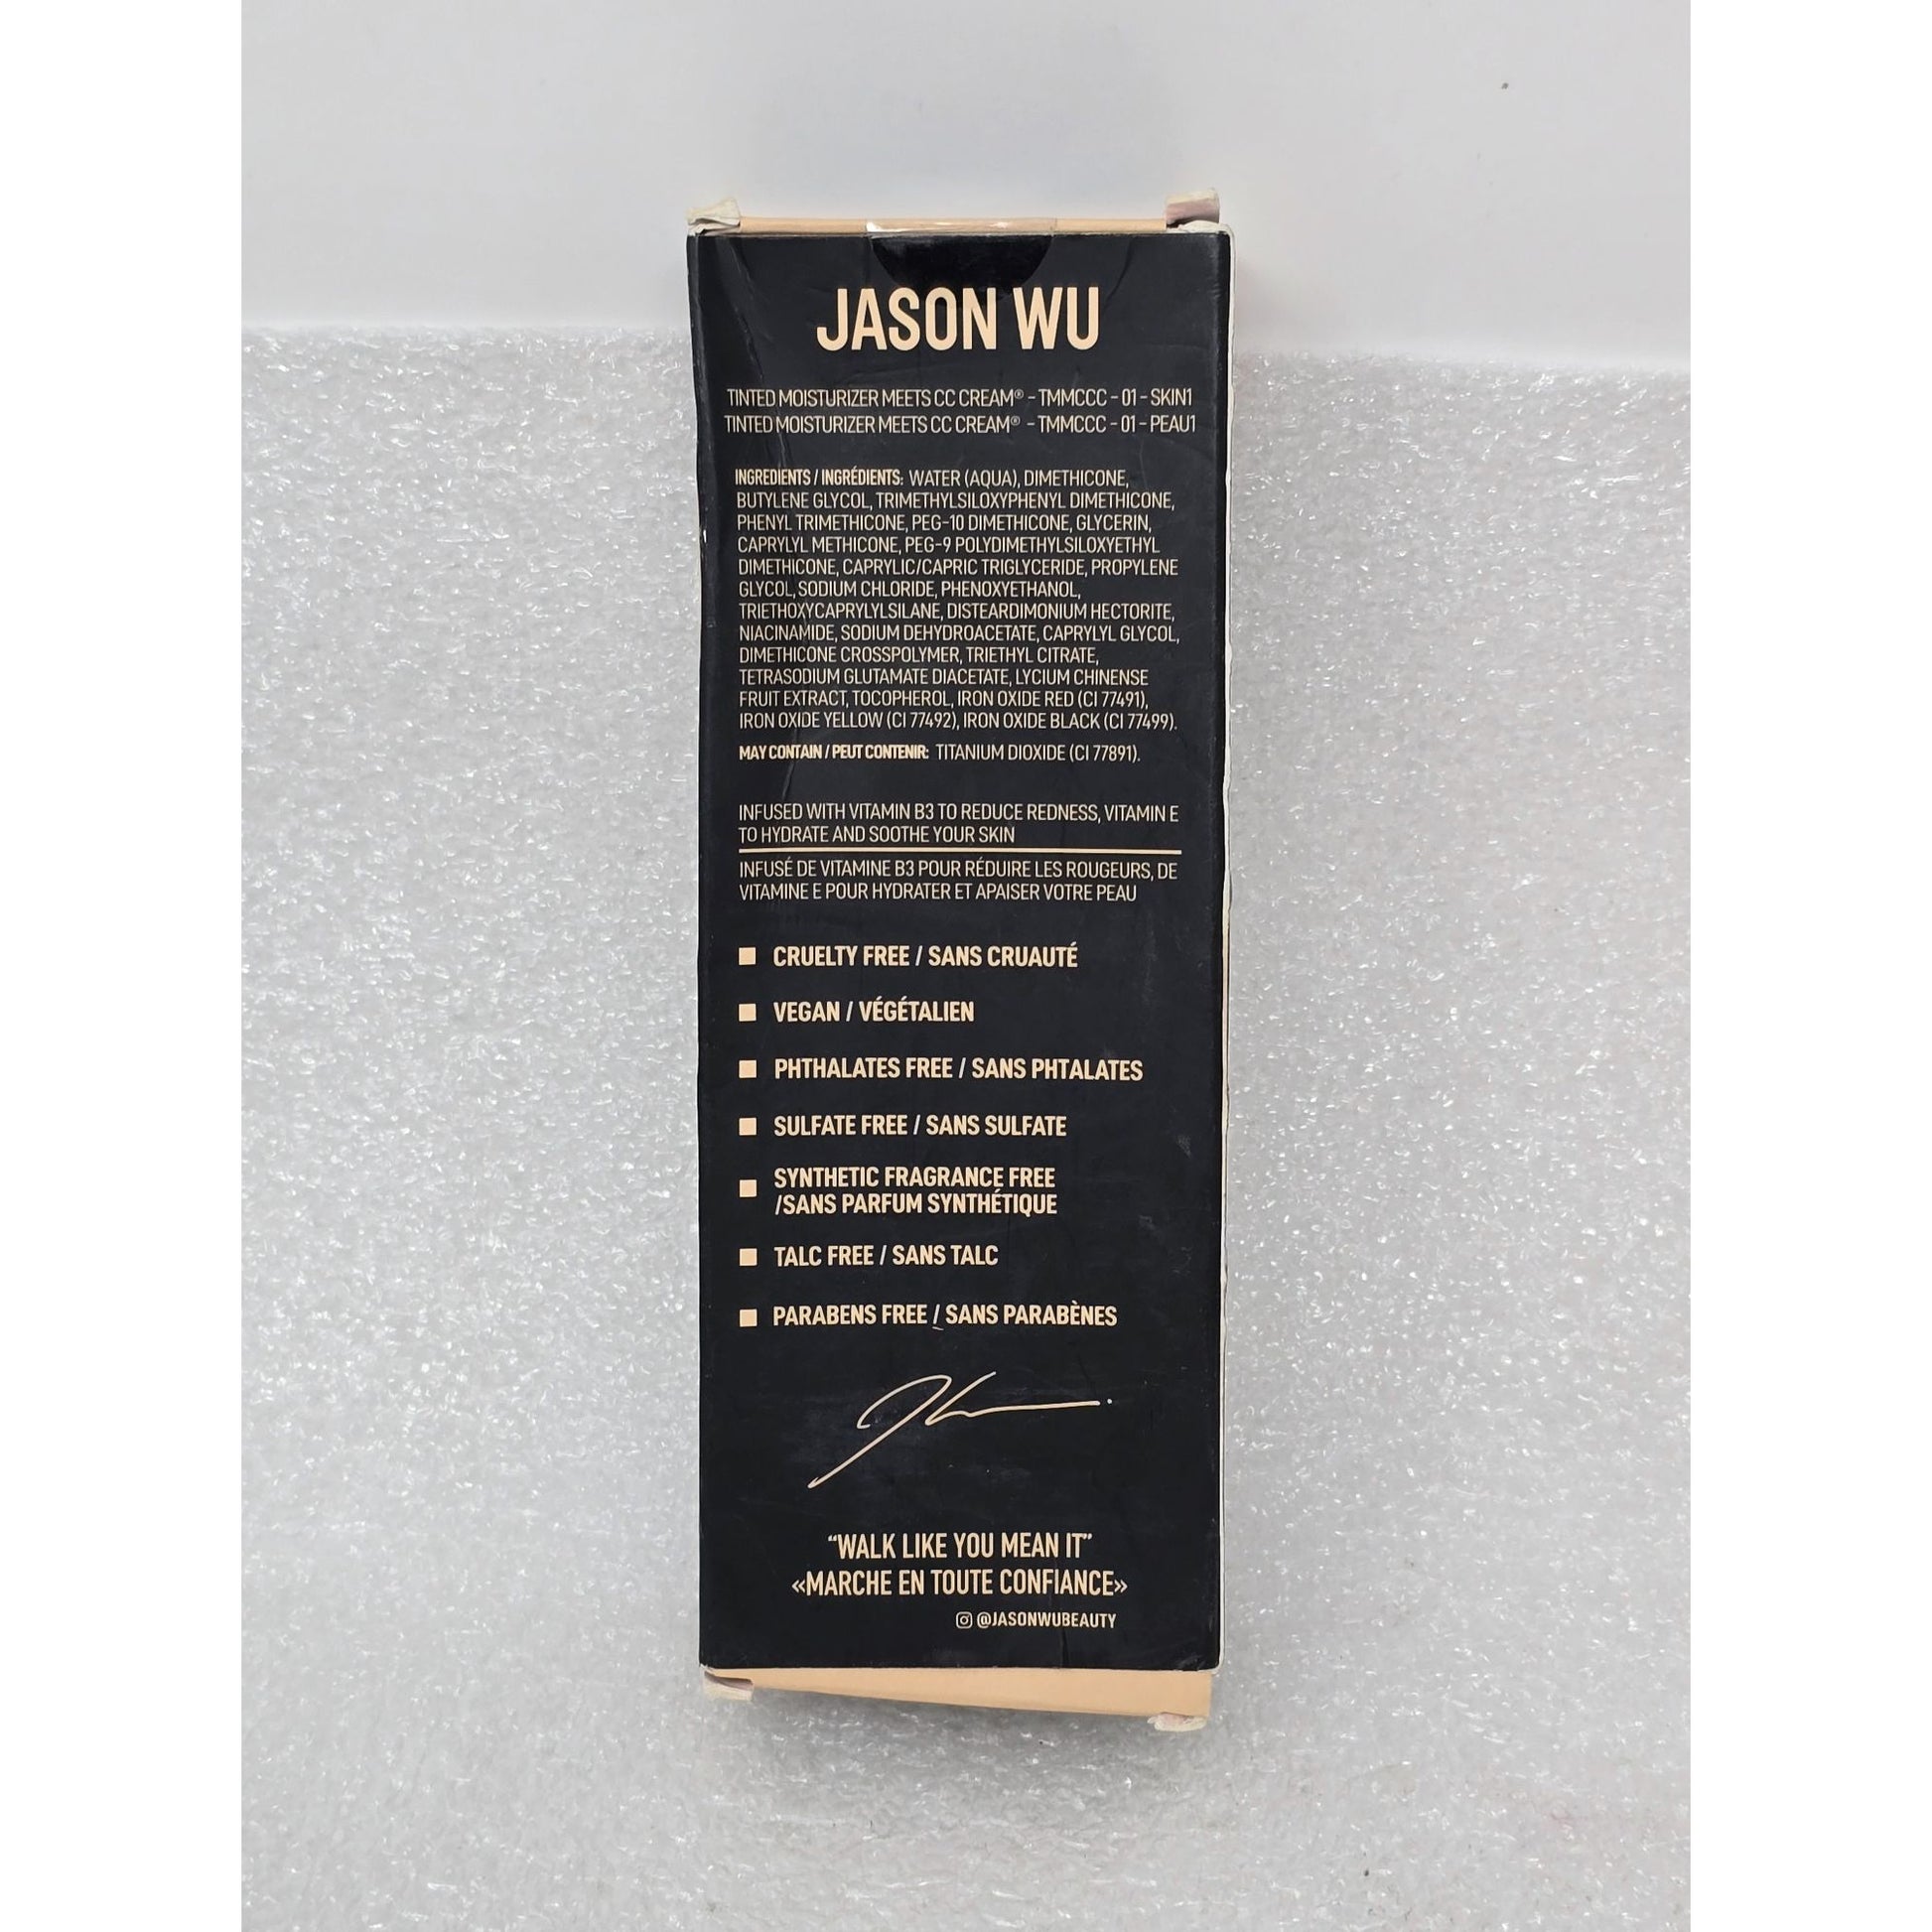 JASON WU
TINTED MOISTURIZER MEETS CC CREAM® - TMMCCC - 01 - SKIN1
TINTED MOISTURIZER MEETS CC CREAM® - TMMCCC - 01 - PEAU1
INGREDIENTS / INGRÉDIENTS: WATER (AQUA), DIMETHICONE,
BUTYLENE GLYCOL, TRIMETHYLSILOXYPHENYL DIMETHICONE,
PHENYL TRIMETHICONE, PEG-10 DIMETHICONE, GLYCERIN,
CAPRYLYL METHICONE, PEG-9 POLYDIMETHYLSILOXYETHYL
DIMETHICONE, CAPRYLIC/CAPRIC TRIGLYCERIDE, PROPYLENE
GLYCOL, SODIUM CHLORIDE, PHENOXYETHANOL,
TRIETHOXYCAPRYLYLSILANE, DISTEARDIMONIUM HECTORITE,
NIACINAMIDE, SODIUM DEHYDROACETATE, CAPRYLYL GLYCOL,
DIMETHICONE CROSSPOLYMER, TRIETHYL CITRATE,
TETRASODIUM GLUTAMATE DIACETATE, LYCIUM CHINENSE
FRUIT EXTRACT, TOCOPHEROL, IRON OXIDE RED (CI 77491),
IRON OXIDE YELLOW (CI 77492), IRON OXIDE BLACK (CI 77499).
MAY CONTAIN / PEUT CONTENIR: TITANIUM DIOXIDE (CI 77891).
INFUSED WITH VITAMIN B3 TO REDUCE REDNESS, VITAMIN E
TO HYDRATE AND SOOTHE YOUR SKIN
INFUSÉ DE VITAMINE B3 POUR RÉDUIRE LES ROUGEURS, DE
VITAMINE E POUR HYDRATER ET APAISER VOTRE PEAU
CRUELTY FREE / SANS CRUAUTÉ
VEGAN / VÉGÉTALIEN
PHTHALATES FREE / SANS PHTALATES
SULFATE FREE / SANS SULFATE
SYNTHETIC FRAGRANCE FREE
/SANS PARFUM SYNTHÉTIQUE
TALC FREE / SANS TALC
PARABENS FREE / SANS PARABÈNES
“WALK LIKE YOU MEAN IT”
«MARCHE EN TOUTE CONFIANCE»
@JASONWUBEAUTY